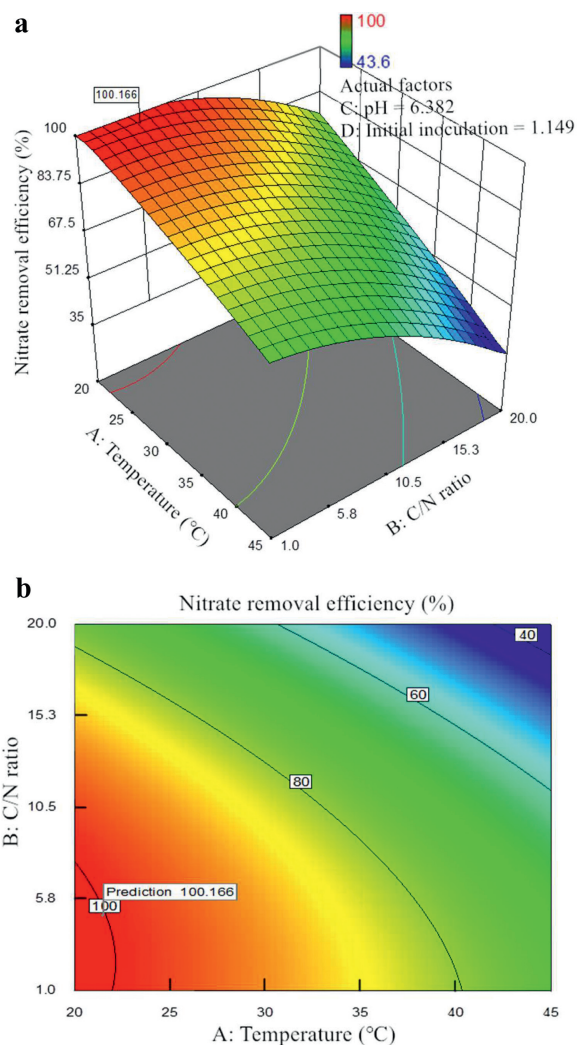 a
100
43.6
Actual factors
C: pH = 6.382
D: Initial inoculation = 1.149
100.166
Nitrate removal efficiency (%)
100
83.75
67.5
51.25
35
20
25
30
35
40
45
A: Temperature (°C)
1.0
5.8
10.5
15.3
20.0
B: C/N ratio
b
Nitrate removal efficiency (%)
20.0
15.3
10.5
5.8
1.0
B: C/N ratio
40
60
80
Prediction 100.166
100
20
25
30
35
40
45
A: Temperature (°C)